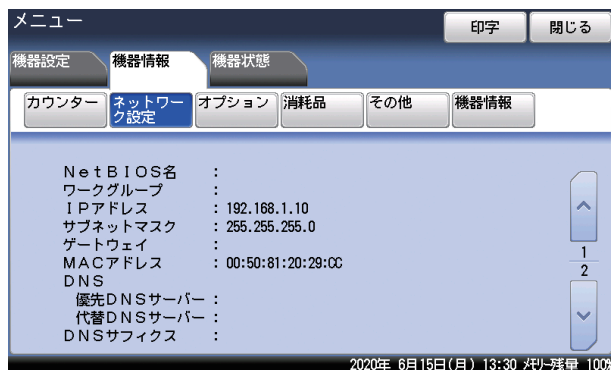 メニュー
印字 閉じる
機器設定 機器情報 機器状態
カウンター ネットワーク設定 オプション 消耗品 その他 機器情報
NetBIOS名 :
ワークグループ :
IPアドレス : 192.168.1.10
サブネットマスク : 255.255.255.0
ゲートウェイ :
MACアドレス : 00:50:81:20:29:CC
DNS
優先DNSサーバー :
代替DNSサーバー :
DNSサフィクス :
1
2
2020年 6月15日(月) 13:30 メモリー残量 100%